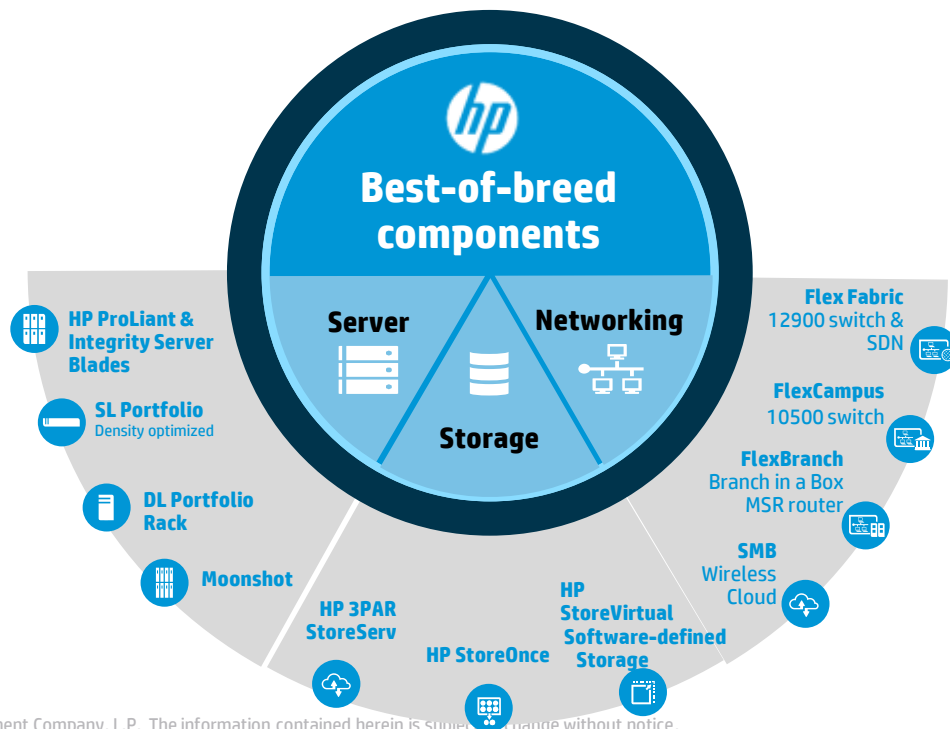 hp
Best-of-breed
components
Server
Storage
Networking
HP ProLiant &
Integrity Server
Blades
SL Portfolio
Density optimized
DL Portfolio
Rack
Moonshot
HP 3PAR
StoreServ
HP StoreOnce
HP
StoreVirtual
Software-defined
Storage
Flex Fabric
12900 switch &
SDN
FlexCampus
10500 switch
FlexBranch
Branch in a Box
MSR router
SMB
Wireless
Cloud
Company, L.P. The information contained herein is change without notice.